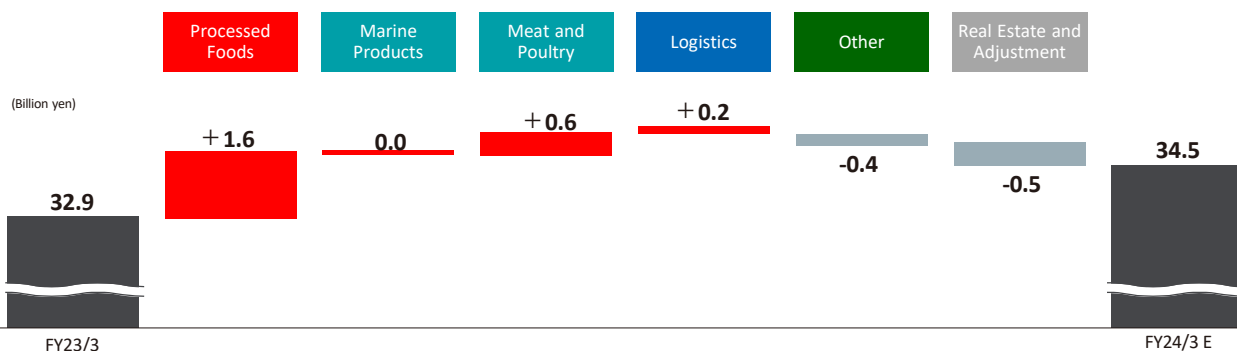 Processed
Foods
Marine
Products
Meat and
Poultry
Logistics
Other
Real Estate and
Adjustment
(Billion yen)
32.9
＋1.6
0.0
＋0.6
＋0.2
-0.4
-0.5
34.5
FY23/3
FY24/3 E